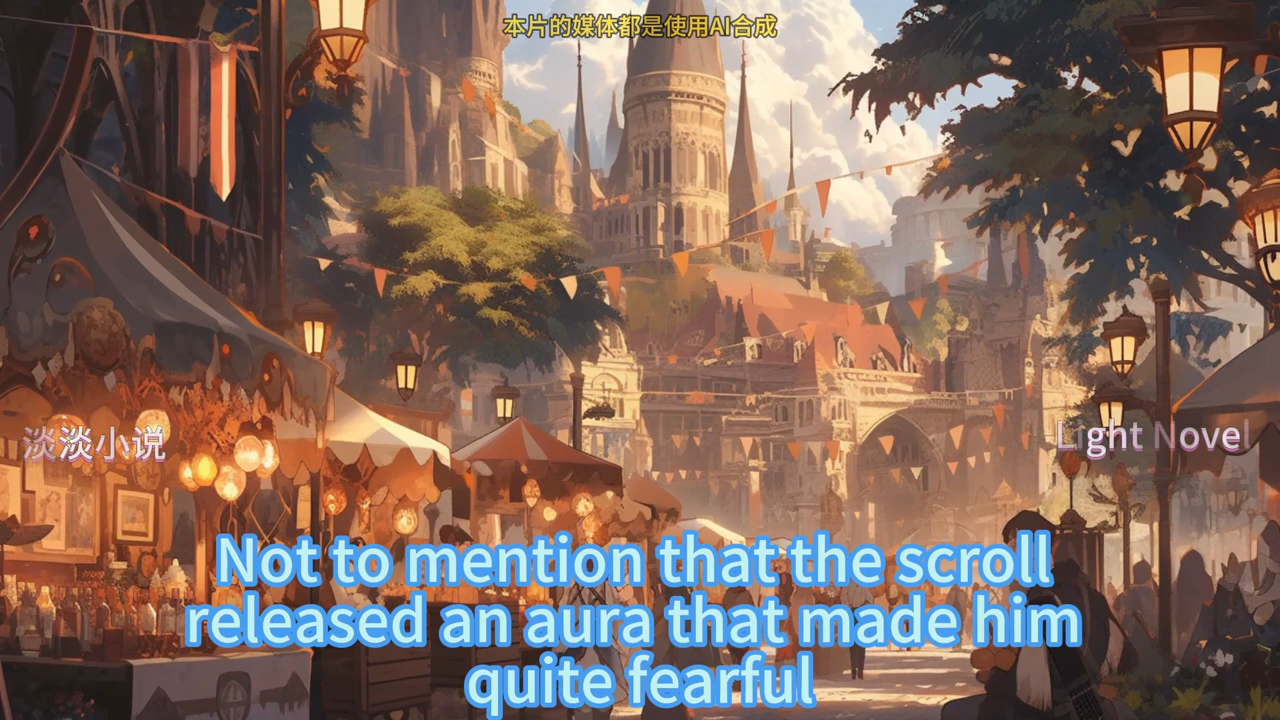 本片的媒体都是使用AI合成
淡淡小说
Light Novel
Not to mention that the scroll
released an aura that made him
quite fearful